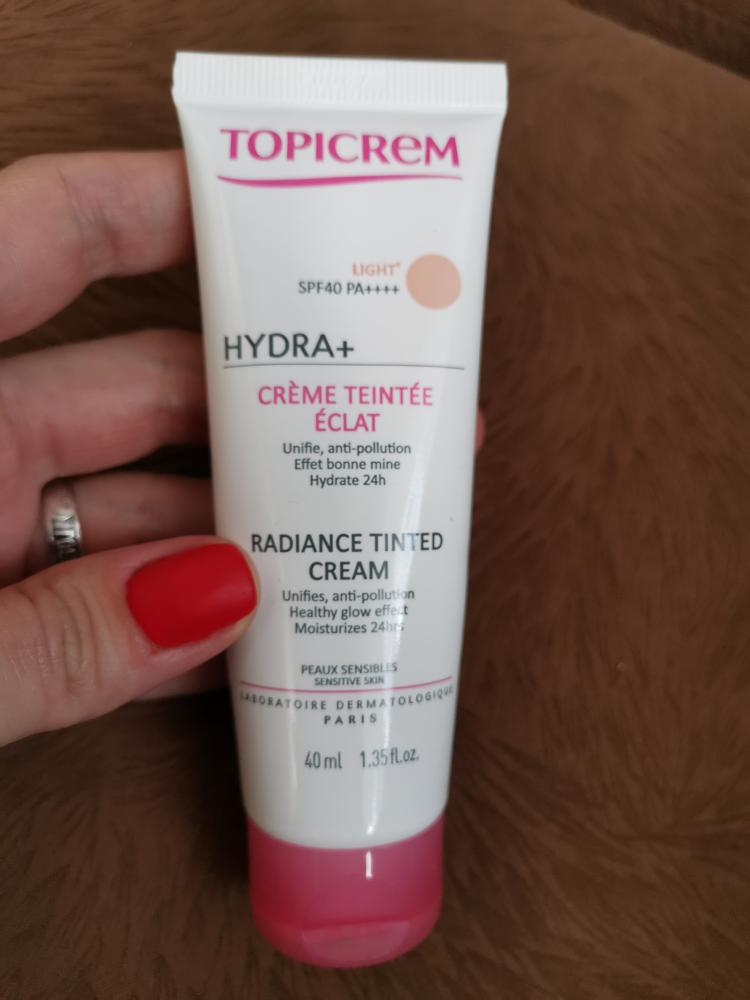 TOPICREM
LIGHT*
SPF40 PA++++
HYDRA+
CRÈME TEINTÉE
ÉCLAT
Unifie, anti-pollution
Effet bonne mine
Hydrate 24h
RADIANCE TINTED
CREAM
Unifies, anti-pollution
Healthy glow effect
Moisturizes 24hrs
PEAUX SENSIBLES
SENSITIVE SKIN
LABORATOIRE DERMATOLOGIQUE
PARIS
40 ml 1.35 fl.oz.